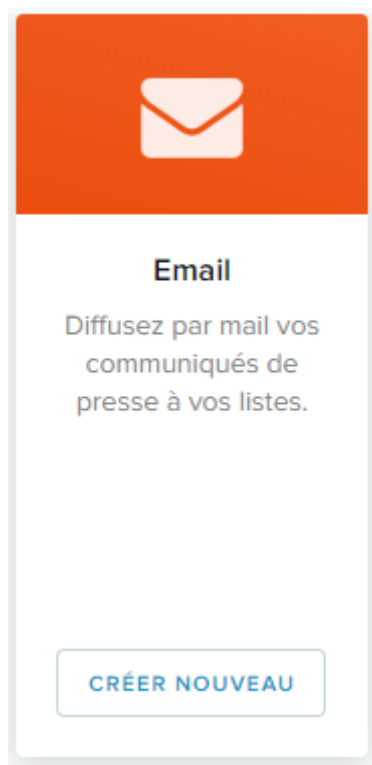 Email
Diffusez par mail vos
communiqués de
presse à vos listes.
CRÉER NOUVEAU